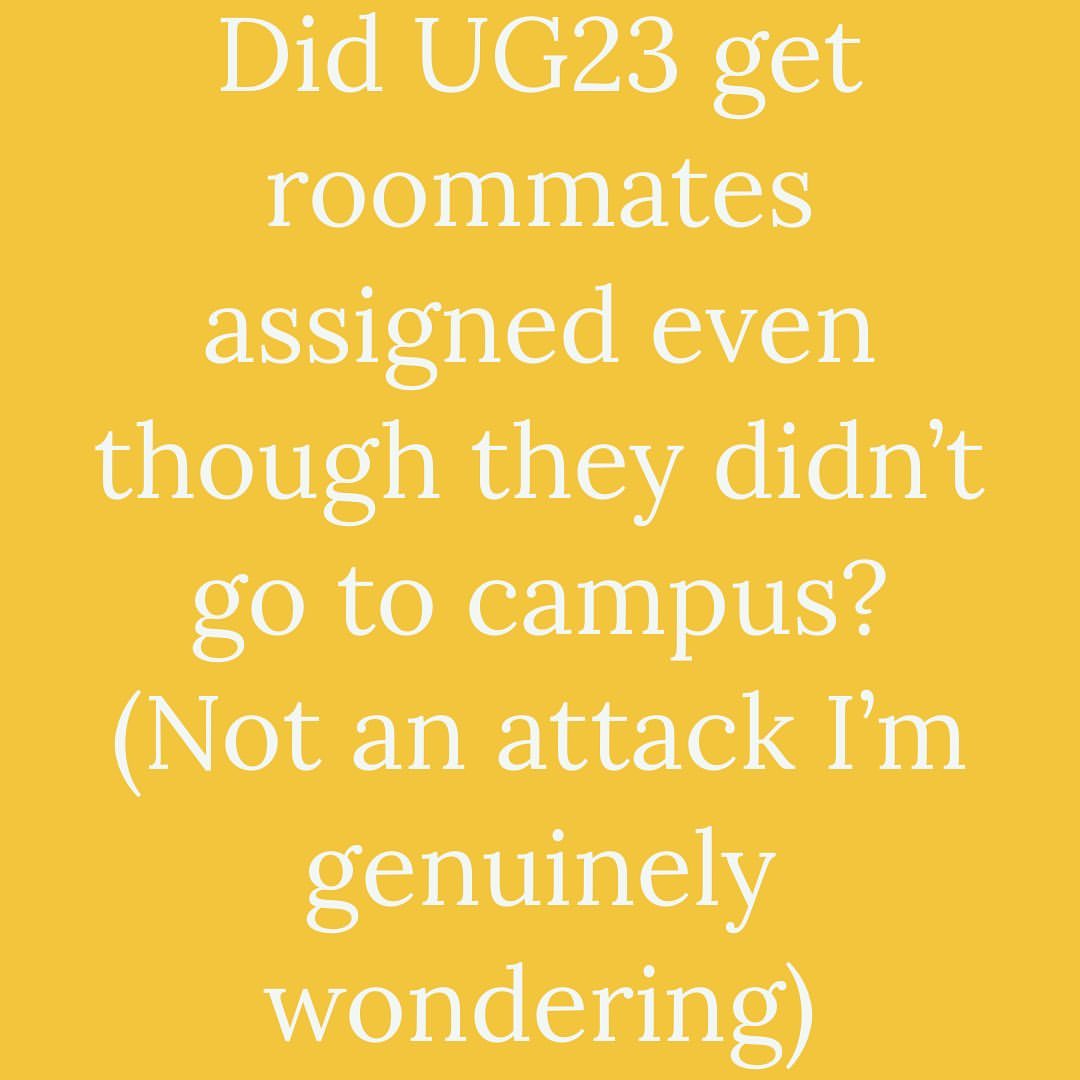 Did UG23 get
roommates
assigned even
though they didn’t
go to campus?
(Not an attack I’m
genuinely
wondering)